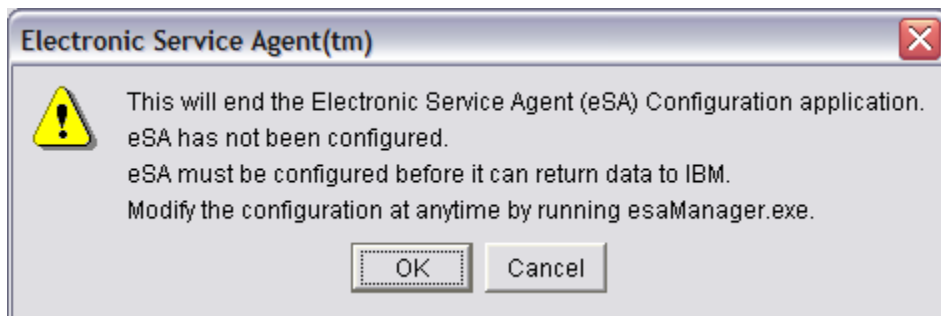 Electronic Service Agent(tm)
This will end the Electronic Service Agent (eSA) Configuration application.
eSA has not been configured.
eSA must be configured before it can return data to IBM.
Modify the configuration at anytime by running esaManager.exe.
OK Cancel